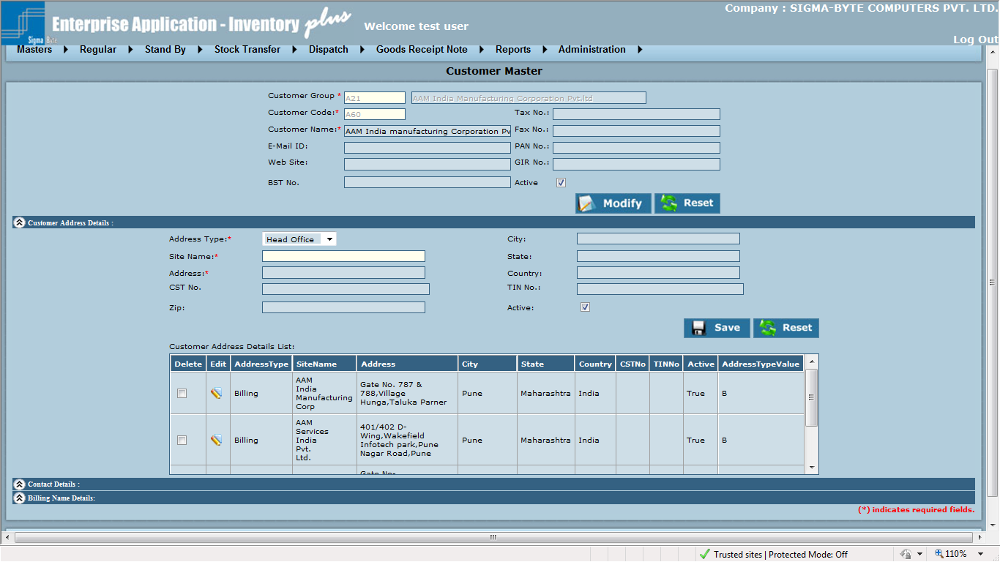 Company : SIGMA-BYTE COMPUTERS PVT. LTD.
Enterprise Application - Inventory plus
Welcome test user
Sigma Byte
Log Out
Masters Regular Stand By Stock Transfer Dispatch Goods Receipt Note Reports Administration
Customer Master
Customer Group * A21 AAM India Manufacturing Corporation Pvt.ltd
Customer Code:* A60 Tax No.:
Customer Name:* AAM India manufacturing Corporation Pv Fax No.:
E-Mail ID: PAN No.:
Web Site: GIR No.:
BST No. Active
Modify Reset
Customer Address Details :
Address Type:* Head Office City:
Site Name:* State:
Address:* Country:
CST No. TIN No.:
Zip: Active:
Save Reset
Customer Address Details List:
Delete Edit AddressType SiteName Address City State Country CSTNo TINNo Active AddressTypeValue
Billing
AAM
India
Manufacturing
Corp
Gate No. 787 &
788,Village
Hunga,Taluka Parner
Pune Maharashtra India True B
Billing
AAM
Services
India
Pvt.
Ltd.
401/402 D-
Wing,Wakefield
Infotech park,Pune
Nagar Road,Pune
Pune Maharashtra India True B
Gate No-
Contact Details :
Billing Name Details:
(*) indicates required fields.
Trusted sites | Protected Mode: Off
110%